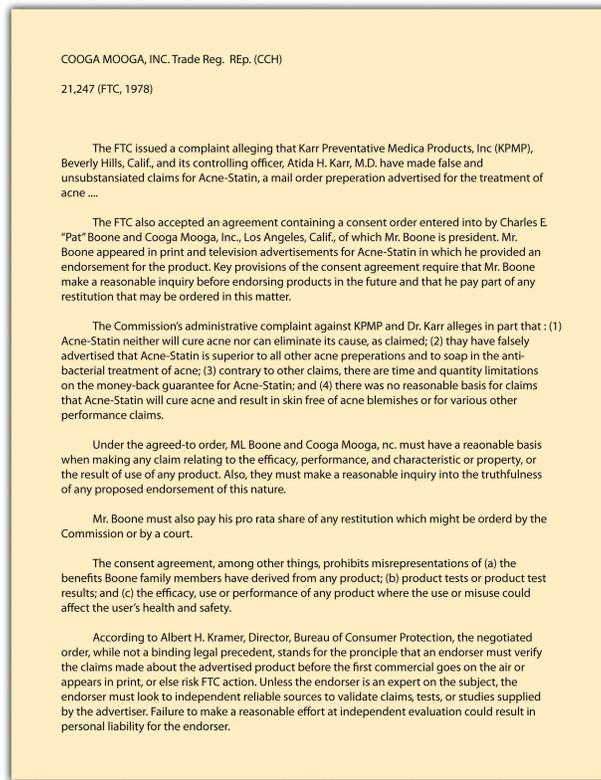 COOGA MOOGA, INC. Trade Reg. REp. (CCH)
21,247 (FTC, 1978)
The FTC issued a complaint alleging that Karr Preventative Medica Products, Inc (KPMP),
Beverly Hills, Calif., and its controlling officer, Atida H. Karr, M.D. have made false and
unsubstansiated claims for Acne-Statin, a mail order preperation advertised for the treatment of
acne ....
The FTC also accepted an agreement containing a consent order entered into by Charles E.
“Pat” Boone and Cooga Mooga, Inc., Los Angeles, Calif., of which Mr. Boone is president. Mr.
Boone appeared in print and television advertisements for Acne-Statin in which he provided an
endorsement for the product. Key provisions of the consent agreement require that Mr. Boone
make a reasonable inquiry before endorsing products in the future and that he pay part of any
restitution that may be ordered in this matter.
The Commission’s administrative complaint against KPMP and Dr. Karr alleges in part that : (1)
Acne-Statin neither will cure acne nor can eliminate its cause, as claimed; (2) thay have falsely
advertised that Acne-Statin is superior to all other acne preperations and to soap in the anti-
bacterial treatment of acne; (3) contrary to other claims, there are time and quantity limitations
on the money-back guarantee for Acne-Statin; and (4) there was no reasonable basis for claims
that Acne-Statin will cure acne and result in skin free of acne blemishes or for various other
performance claims.
Under the agreed-to order, ML Boone and Cooga Mooga, nc. must have a reaonable basis
when making any claim relating to the efficacy, performance, and characteristic or property, or
the result of use of any product. Also, they must make a reasonable inquiry into the truthfulness
of any proposed endorsement of this nature.
Mr. Boone must also pay his pro rata share of any restitution which might be orderd by the
Commission or by a court.
The consent agreement, among other things, prohibits misrepresentations of (a) the
benefits Boone family members have derived from any product; (b) product tests or product test
results; and (c) the efficacy, use or performance of any product where the use or misuse could
affect the user’s health and safety.
According to Albert H. Kramer, Director, Bureau of Consumer Protection, the negotiated
order, while not a binding legal precedent, stands for the pronciple that an endorser must verify
the claims made about the advertised product before the first commercial goes on the air or
appears in print, or else risk FTC action. Unless the endorser is an expert on the subject, the
endorser must look to independent reliable sources to validate claims, tests, or studies supplied
by the advertiser. Failure to make a reasonable effort at independent evaluation could result in
personal liability for the endorser.